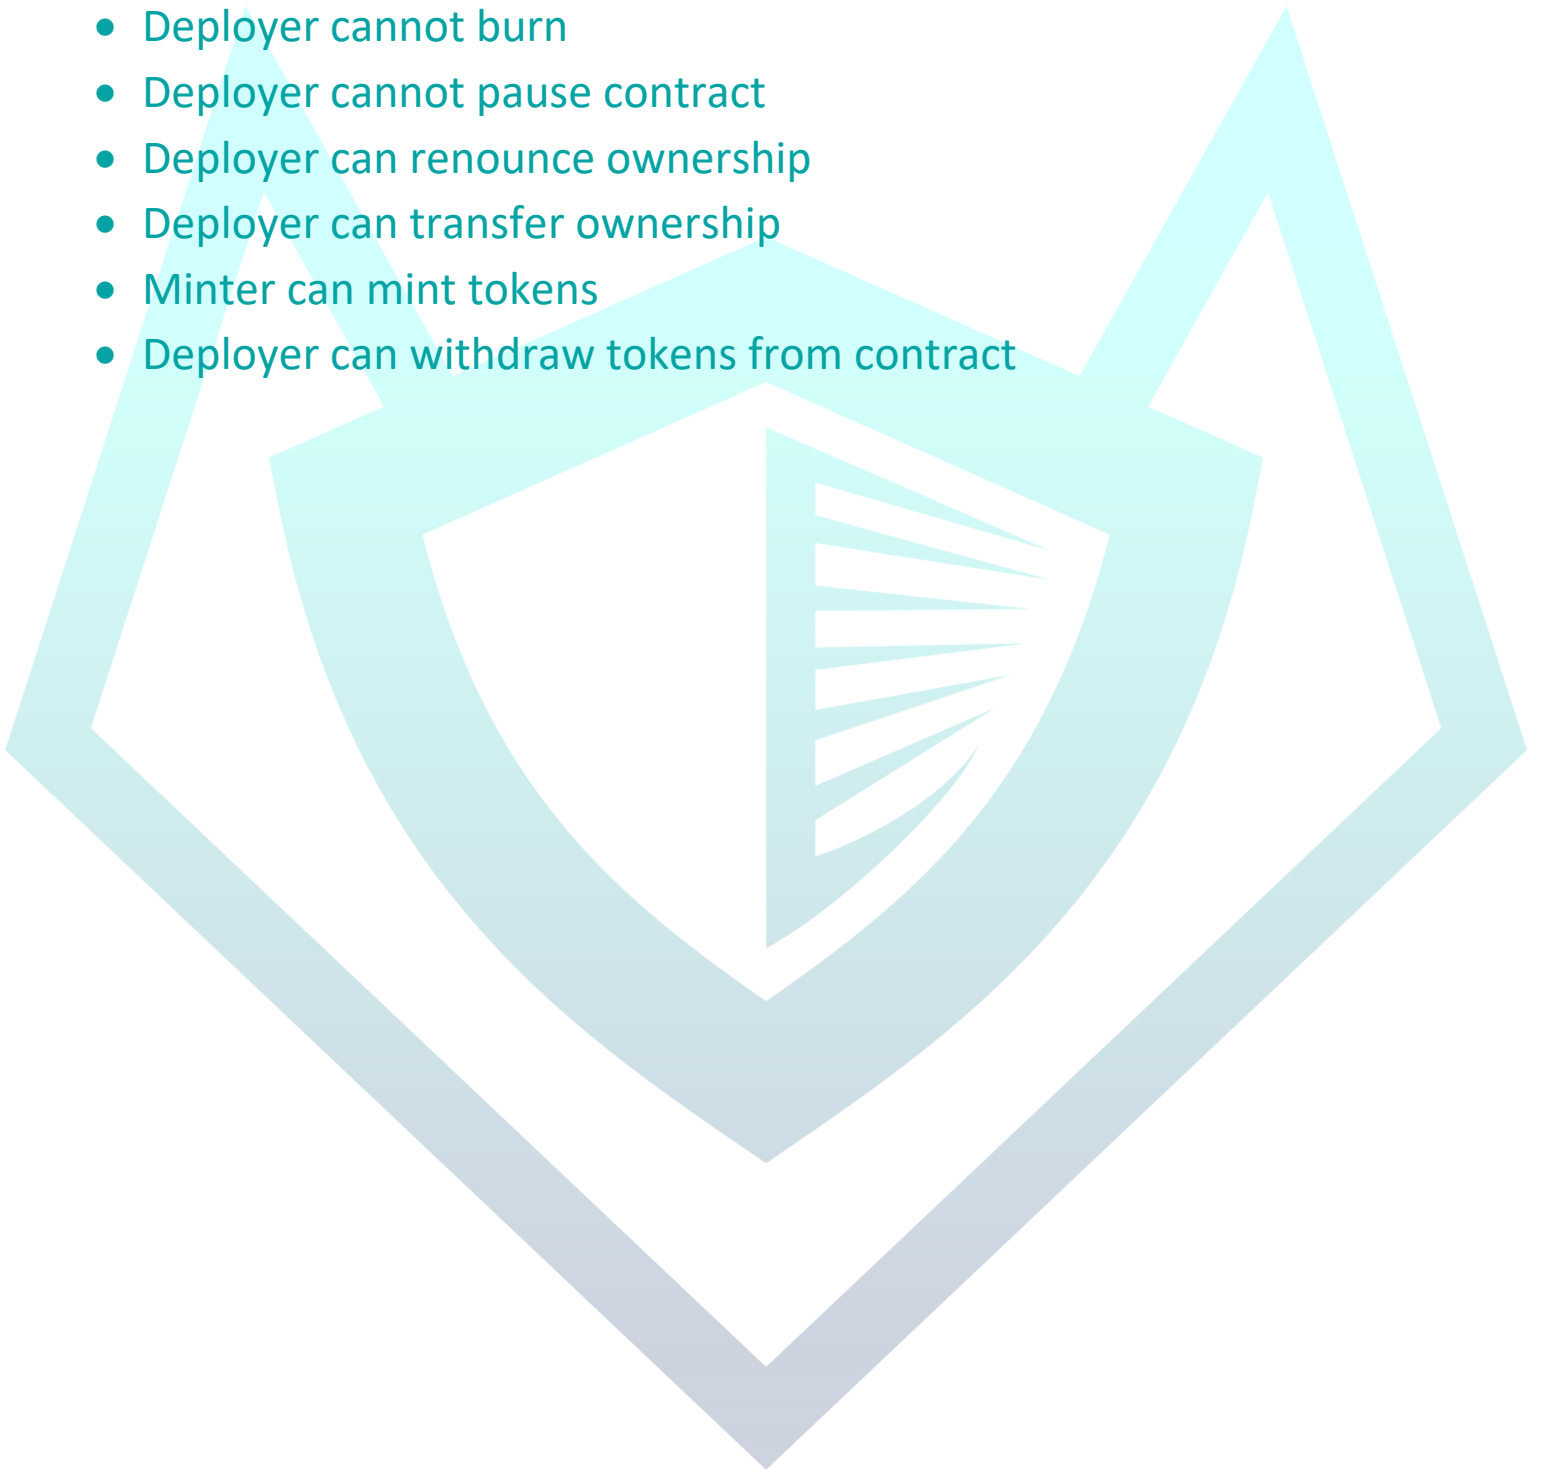 • Deployer cannot burn
• Deployer cannot pause contract
• Deployer can renounce ownership
• Deployer can transfer ownership
• Minter can mint tokens
• Deployer can withdraw tokens from contract